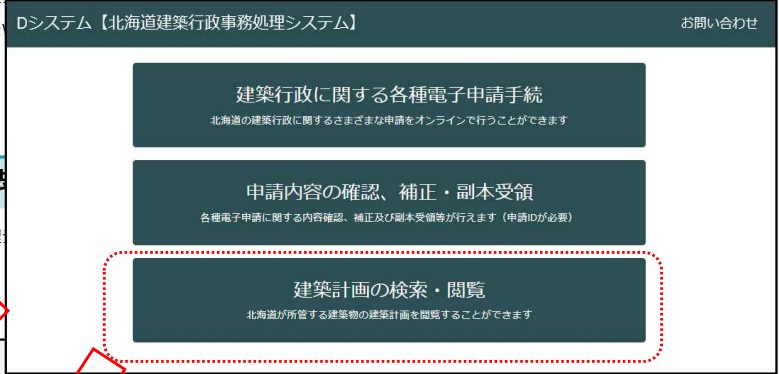 Dシステム【北海道建築行政事務処理システム】
お問い合わせ
建築行政に関する各種電子申請手続
北海道の建築行政に関するさまざまな申請をオンラインで行うことができます
申請内容の確認、補正・副本受領
各種電子申請に関する内容確認、補正及び副本受領等が行えます（申請IDが必要）
建築計画の検索・閲覧
北海道が所管する建築物の建築計画を閲覧することができます